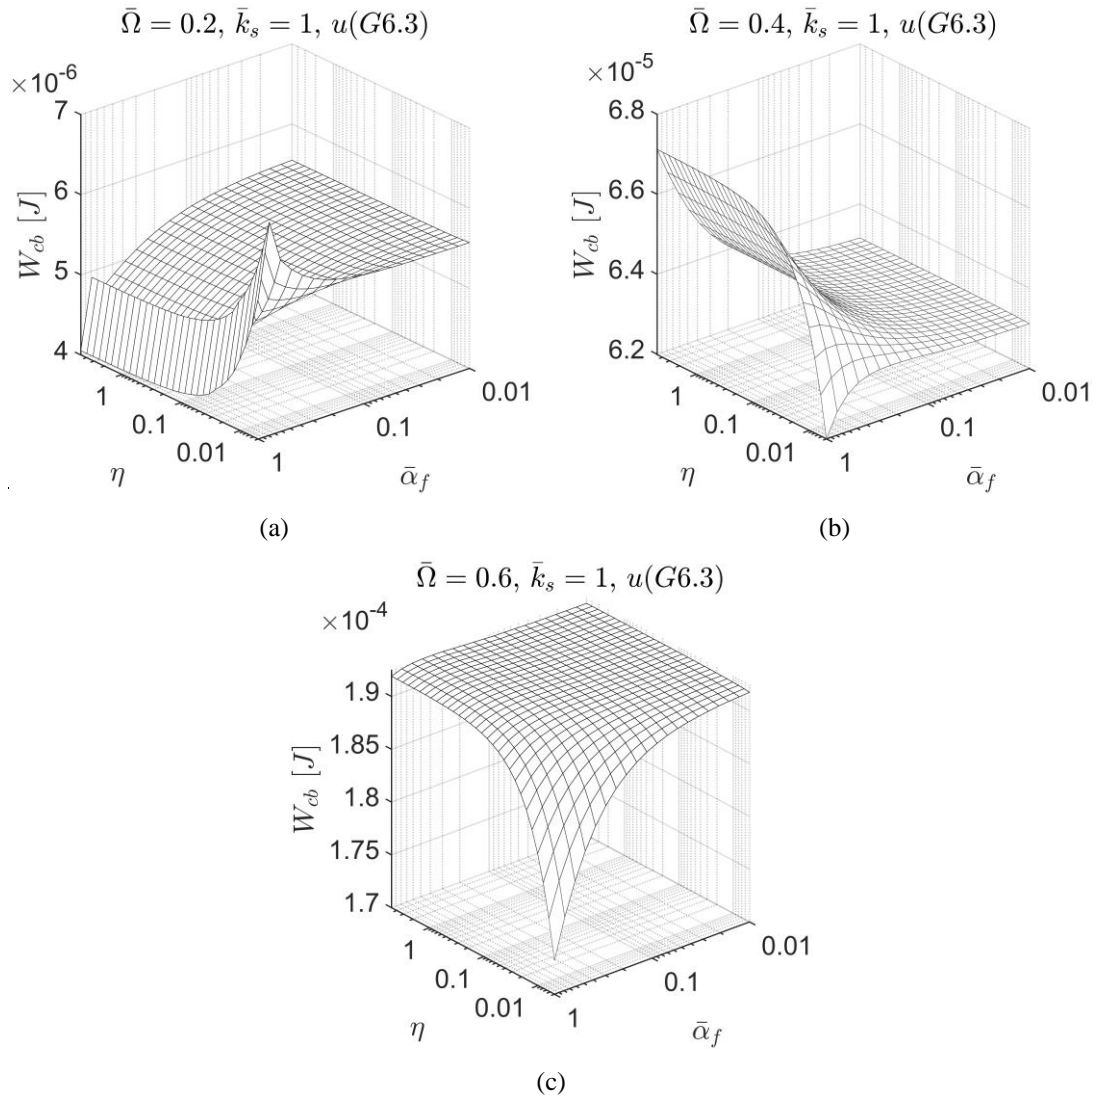 Ω̄ = 0.2, k̄ₛ = 1, u(G6.3)
×10⁻⁶
7
6
5
4
W_cb [J]
1
0.1
0.01
η
1
0.1
0.01
ᾱ_f
(a)
Ω̄ = 0.4, k̄ₛ = 1, u(G6.3)
×10⁻⁵
6.8
6.6
6.4
6.2
W_cb [J]
1
0.1
0.01
η
1
0.1
0.01
ᾱ_f
(b)
Ω̄ = 0.6, k̄ₛ = 1, u(G6.3)
×10⁻⁴
1.9
1.85
1.8
1.75
1.7
W_cb [J]
1
0.1
0.01
η
1
0.1
0.01
ᾱ_f
(c)